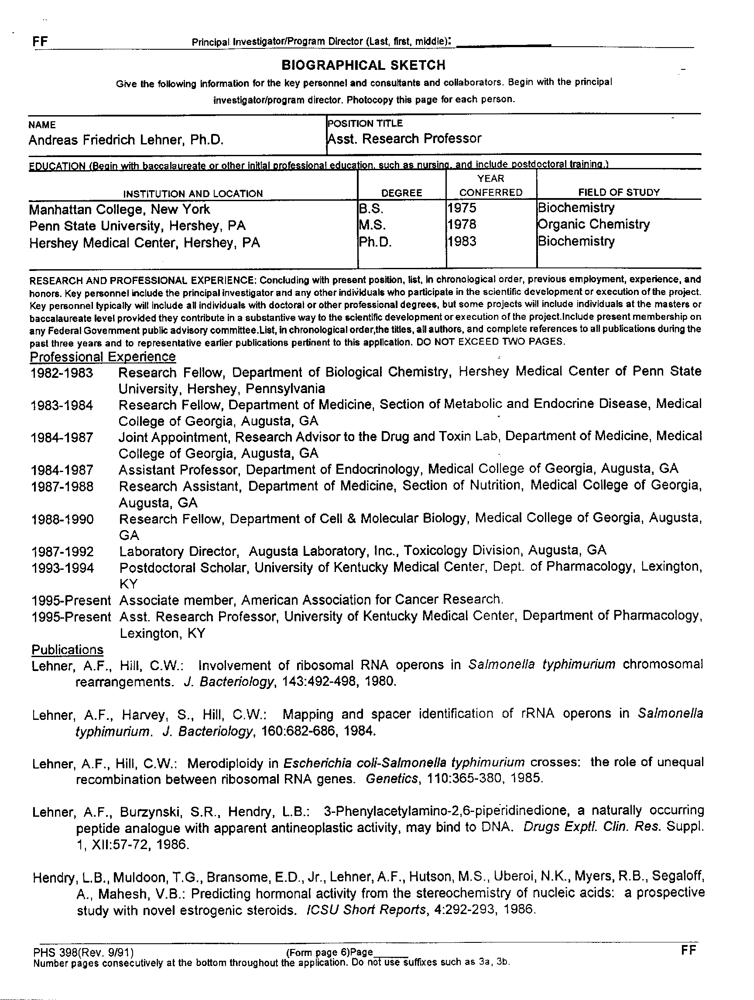 FF
Principal Investigator/Program Director (Last, first, middle):
BIOGRAPHICAL SKETCH
Give the following information for the key personnel and consultants and collaborators. Begin with the principal
investigator/program director. Photocopy this page for each person.
NAME
POSITION TITLE
Andreas Friedrich Lehner, Ph.D.
Asst. Research Professor
EDUCATION (Begin with baccalaureate or other initial professional education, such as nursing, and include postdoctoral training.)
INSTITUTION AND LOCATION
DEGREE
YEAR
CONFERRED
FIELD OF STUDY
Manhattan College, New York B.S. 1975 Biochemistry
Penn State University, Hershey, PA M.S. 1978 Organic Chemistry
Hershey Medical Center, Hershey, PA Ph.D. 1983 Biochemistry
RESEARCH AND PROFESSIONAL EXPERIENCE: Concluding with present position, list, in chronological order, previous employment, experience, and
honors. Key personnel include the principal investigator and any other individuals who participate in the scientific development or execution of the project.
Key personnel typically will include all individuals with doctoral or other professional degrees, but some projects will include individuals at the masters or
baccalaureate level provided they contribute in a substantive way to the scientific development or execution of the project.Include present membership on
any Federal Government public advisory committee.List, in chronological order,the titles, all authors, and complete references to all publications during the
past three years and to representative earlier publications pertinent to this application. DO NOT EXCEED TWO PAGES.
Professional Experience
1982-1983 Research Fellow, Department of Biological Chemistry, Hershey Medical Center of Penn State
University, Hershey, Pennsylvania
1983-1984 Research Fellow, Department of Medicine, Section of Metabolic and Endocrine Disease, Medical
College of Georgia, Augusta, GA
1984-1987 Joint Appointment, Research Advisor to the Drug and Toxin Lab, Department of Medicine, Medical
College of Georgia, Augusta, GA
1984-1987 Assistant Professor, Department of Endocrinology, Medical College of Georgia, Augusta, GA
1987-1988 Research Assistant, Department of Medicine, Section of Nutrition, Medical College of Georgia,
Augusta, GA
1988-1990 Research Fellow, Department of Cell & Molecular Biology, Medical College of Georgia, Augusta,
GA
1987-1992 Laboratory Director, Augusta Laboratory, Inc., Toxicology Division, Augusta, GA
1993-1994 Postdoctoral Scholar, University of Kentucky Medical Center, Dept. of Pharmacology, Lexington,
KY
1995-Present Associate member, American Association for Cancer Research.
1995-Present Asst. Research Professor, University of Kentucky Medical Center, Department of Pharmacology,
Lexington, KY
Publications
Lehner, A.F., Hill, C.W.: Involvement of ribosomal RNA operons in Salmonella typhimurium chromosomal
rearrangements. J. Bacteriology, 143:492-498, 1980.
Lehner, A.F., Harvey, S., Hill, C.W.: Mapping and spacer identification of rRNA operons in Salmonella
typhimurium. J. Bacteriology, 160:682-686, 1984.
Lehner, A.F., Hill, C.W.: Merodiploidy in Escherichia coli-Salmonella typhimurium crosses: the role of unequal
recombination between ribosomal RNA genes. Genetics, 110:365-380, 1985.
Lehner, A.F., Burzynski, S.R., Hendry, L.B.: 3-Phenylacetylamino-2,6-piperidinedione, a naturally occurring
peptide analogue with apparent antineoplastic activity, may bind to DNA. Drugs Exptl. Clin. Res. Suppl.
1, XII:57-72, 1986.
Hendry, L.B., Muldoon, T.G., Bransome, E.D., Jr., Lehner, A.F., Hutson, M.S., Uberoi, N.K., Myers, R.B., Segaloff,
A., Mahesh, V.B.: Predicting hormonal activity from the stereochemistry of nucleic acids: a prospective
study with novel estrogenic steroids. ICSU Short Reports, 4:292-293, 1986.
PHS 398(Rev. 9/91) (Form page 6)Page FF
Number pages consecutively at the bottom throughout the application. Do not use suffixes such as 3a, 3b.